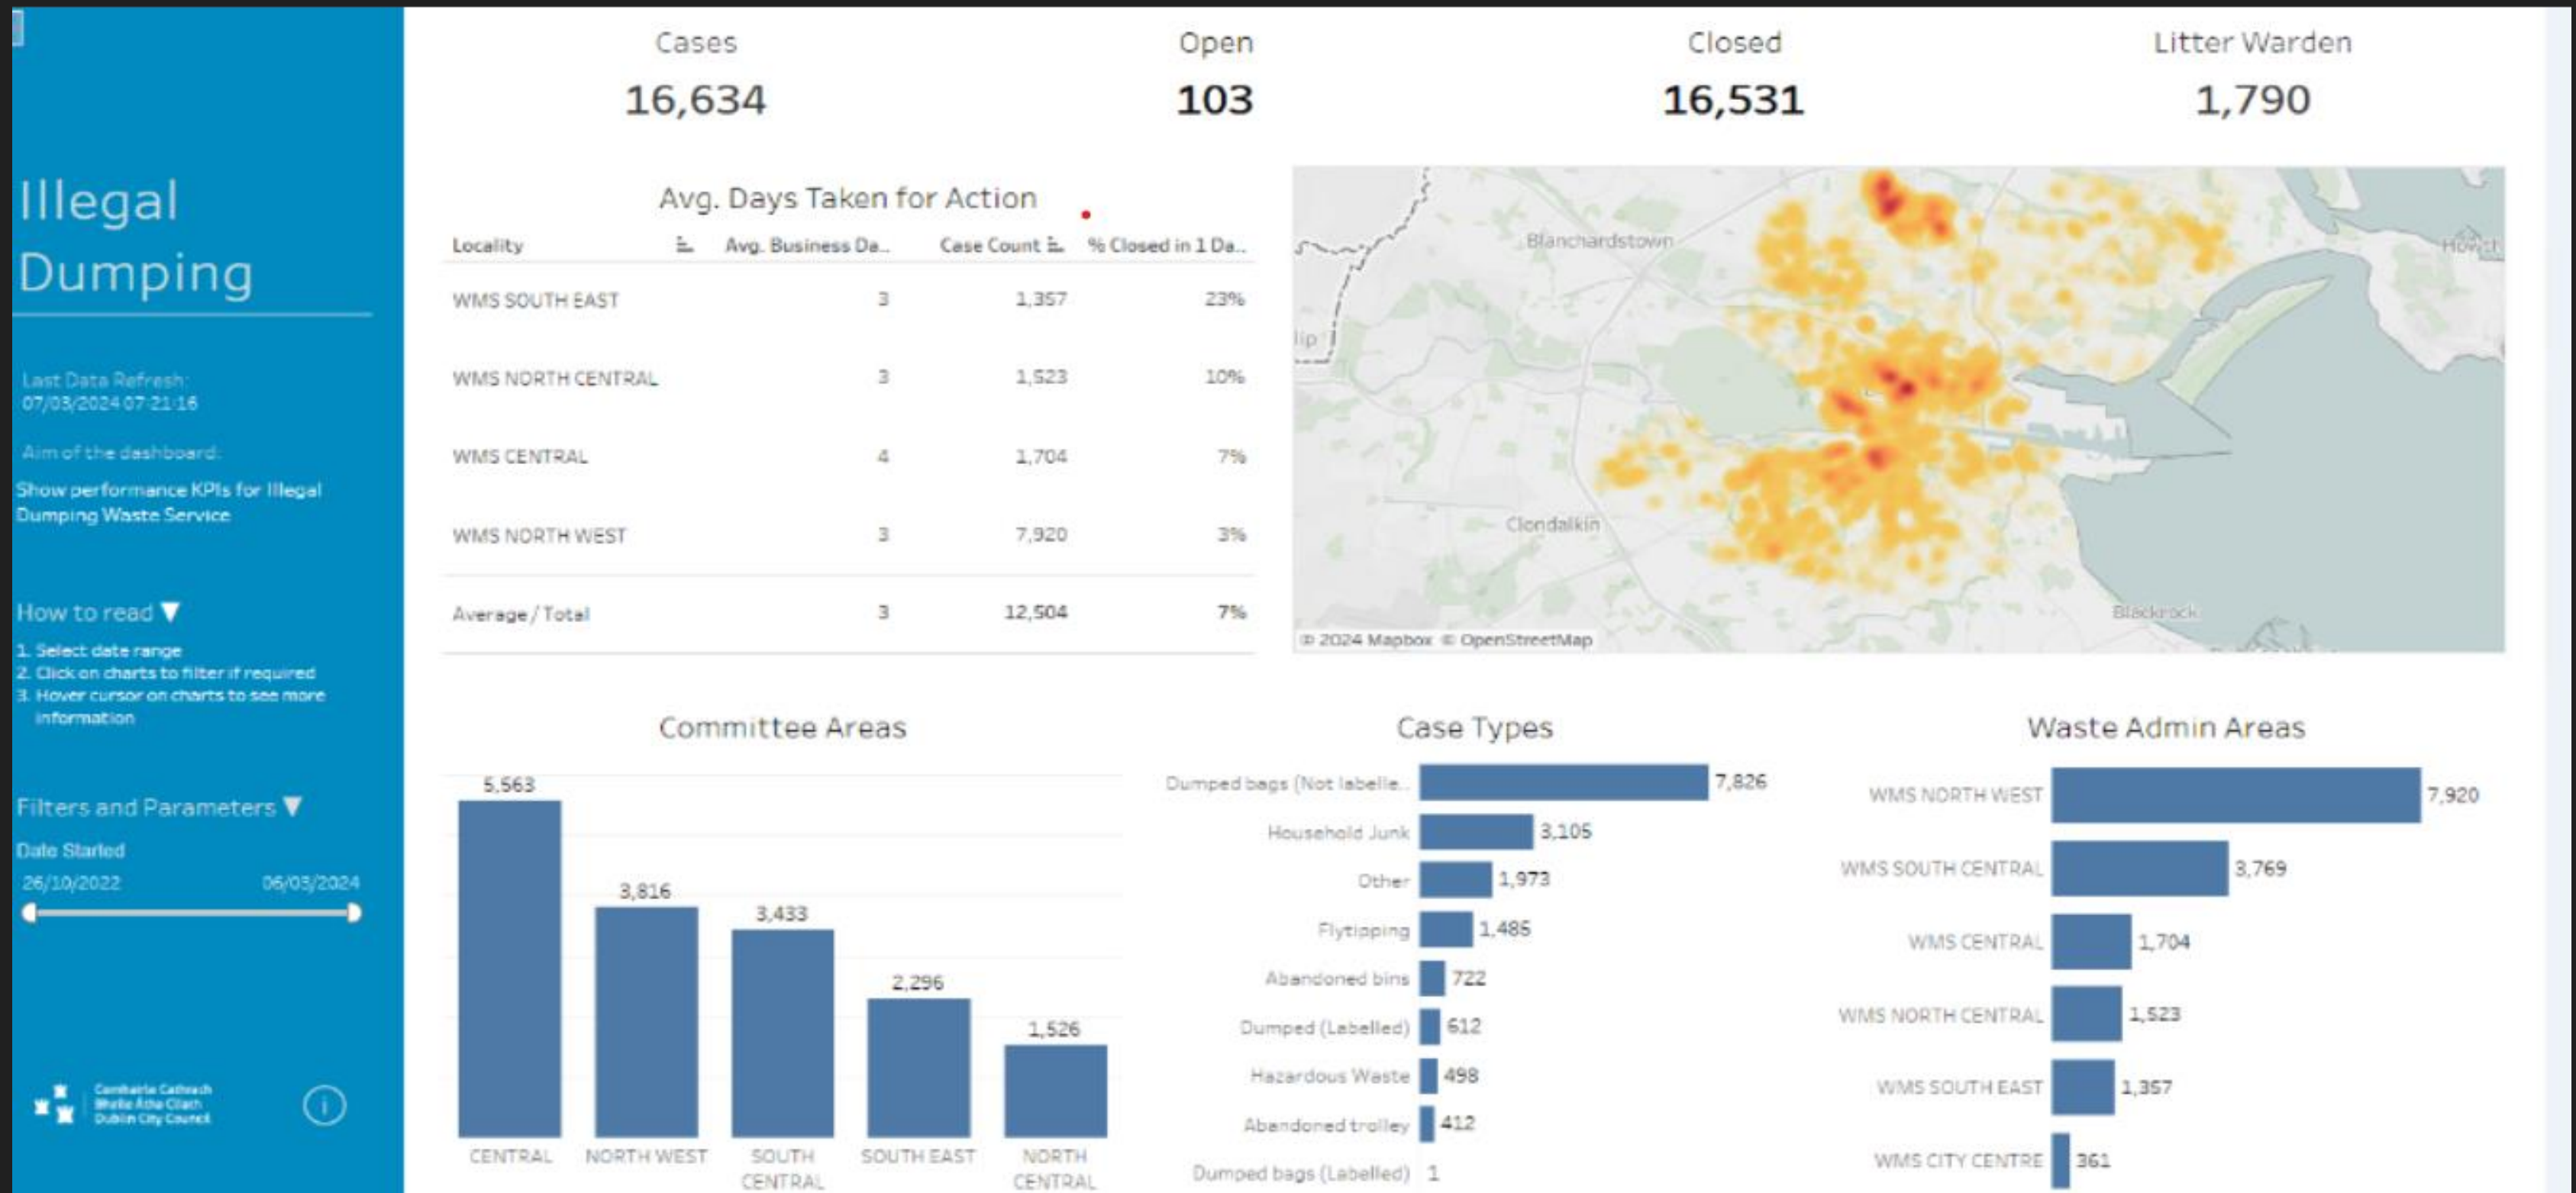 Illegal
Dumping
Last Data Refresh:
07/03/2024 07:21:16
Aim of the dashboard:
Show performance KPIs for Illegal
Dumping Waste Service
How to read ▼
1. Select date range
2. Click on charts to filter if required
3. Hover cursor on charts to see more
information
Filters and Parameters ▼
Date Started
26/10/2022 06/03/2024
Comhairle Cathrach
Bhaile Átha Cliath
Dublin City Council
i
Cases Open Closed Litter Warden
16,634 103 16,531 1,790
Avg. Days Taken for Action
Locality Avg. Business Da.. Case Count % Closed in 1 Da..
WMS SOUTH EAST 3 1,357 23%
WMS NORTH CENTRAL 3 1,523 10%
WMS CENTRAL 4 1,704 7%
WMS NORTH WEST 3 7,920 3%
Average / Total 3 12,504 7%
Blanchardstown
Howth
lip
Clondalkin
Blackrock
© 2024 Mapbox © OpenStreetMap
Committee Areas
5,563
3,816
3,433
2,296
1,526
CENTRAL
NORTH WEST
SOUTH
CENTRAL
SOUTH EAST
NORTH
CENTRAL
Case Types
Dumped bags (Not labelle.. 7,826
Household Junk 3,105
Other 1,973
Flytipping 1,485
Abandoned bins 722
Dumped (Labelled) 612
Hazardous Waste 498
Abandoned trolley 412
Dumped bags (Labelled) 1
Waste Admin Areas
WMS NORTH WEST 7,920
WMS SOUTH CENTRAL 3,769
WMS CENTRAL 1,704
WMS NORTH CENTRAL 1,523
WMS SOUTH EAST 1,357
WMS CITY CENTRE 361